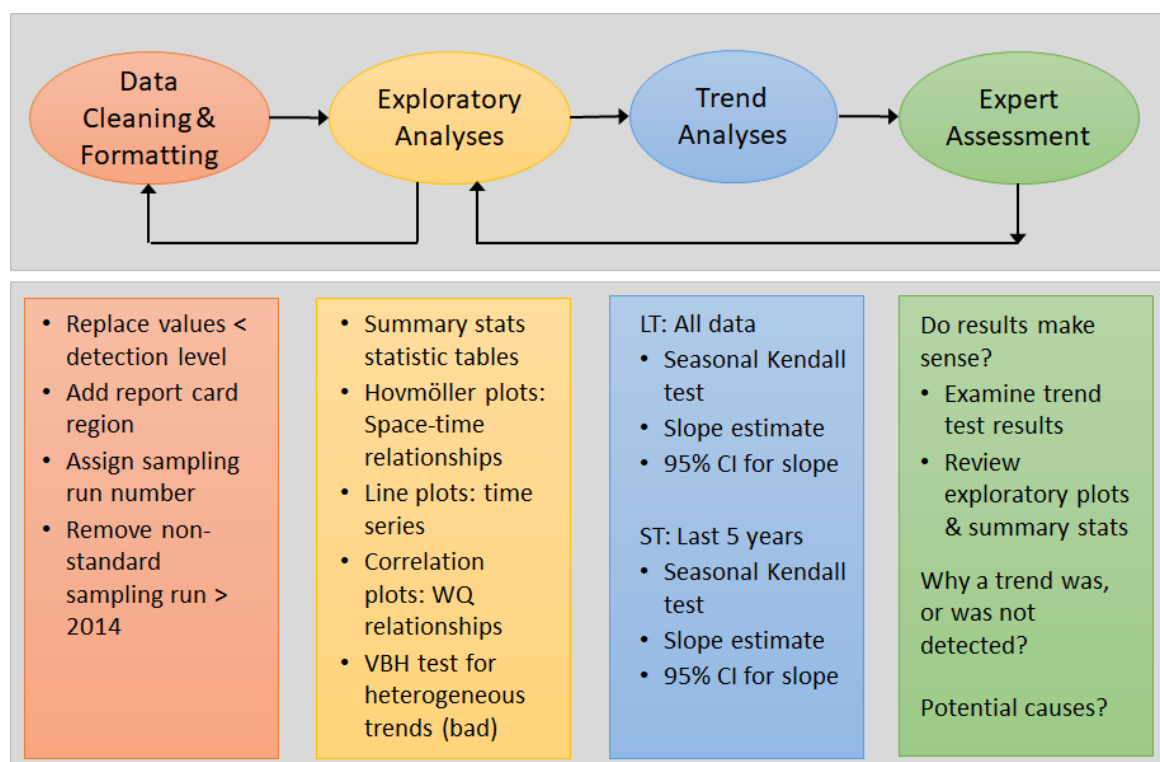 Data
Cleaning &
Formatting
Exploratory
Analyses
Trend
Analyses
Expert
Assessment
• Replace values <
detection level
• Add report card
region
• Assign sampling
run number
• Remove non-
standard
sampling run >
2014
• Summary stats
statistic tables
• Hovmöller plots:
Space-time
relationships
• Line plots: time
series
• Correlation
plots: WQ
relationships
• VBH test for
heterogeneous
trends (bad)
LT: All data
• Seasonal Kendall
test
• Slope estimate
• 95% CI for slope
ST: Last 5 years
• Seasonal Kendall
test
• Slope estimate
• 95% CI for slope
Do results make
sense?
• Examine trend
test results
• Review
exploratory plots
& summary stats
Why a trend was,
or was not
detected?
Potential causes?